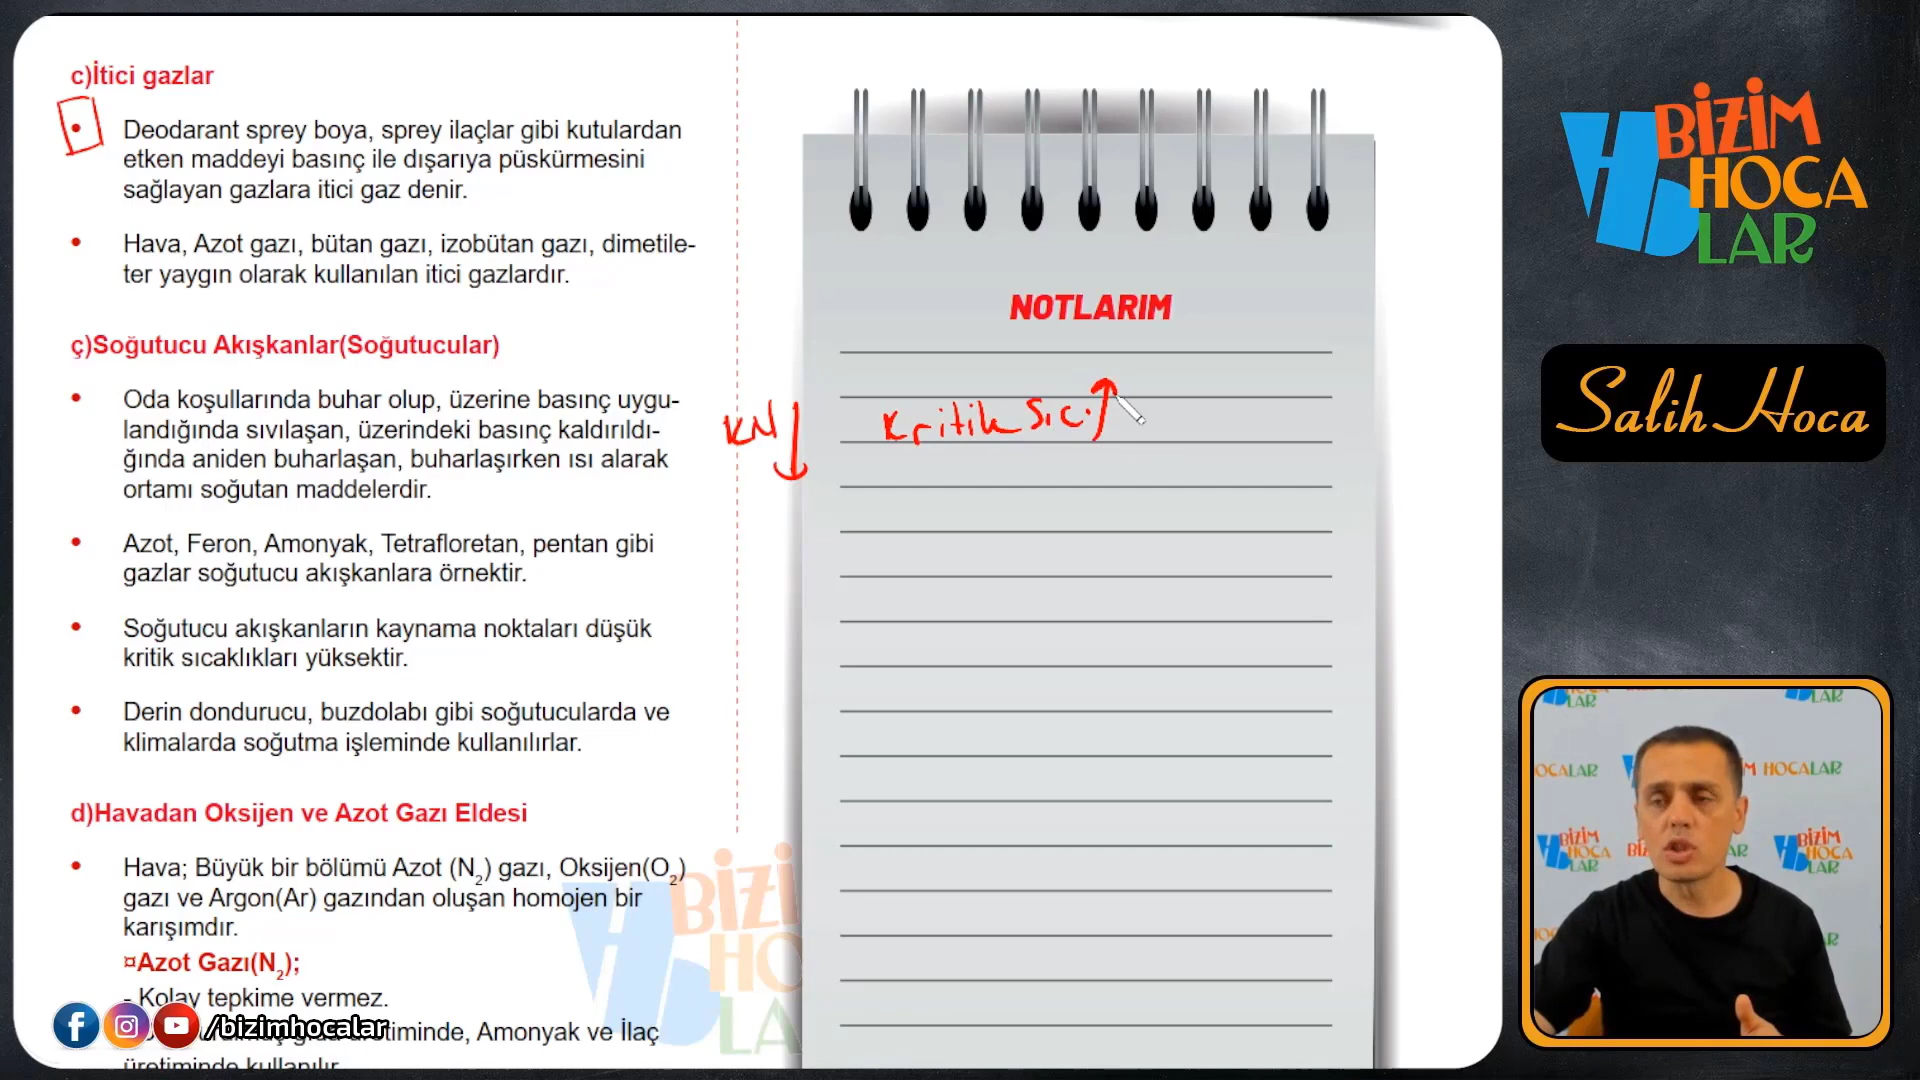 c)İtici gazlar
• Deodarant sprey boya, sprey ilaçlar gibi kutulardan
etken maddeyi basınç ile dışarıya püskürmesini
sağlayan gazlara itici gaz denir.
• Hava, Azot gazı, bütan gazı, izobütan gazı, dimetile-
ter yaygın olarak kullanılan itici gazlardır.
ç)Soğutucu Akışkanlar(Soğutucular)
• Oda koşullarında buhar olup, üzerine basınç uygu-
landığında sıvılaşan, üzerindeki basınç kaldırıldı-
ğında aniden buharlaşan, buharlaşırken ısı alarak
ortamı soğutan maddelerdir.
• Azot, Feron, Amonyak, Tetrafloretan, pentan gibi
gazlar soğutucu akışkanlara örnektir.
• Soğutucu akışkanların kaynama noktaları düşük
kritik sıcaklıkları yüksektir.
• Derin dondurucu, buzdolabı gibi soğutucularda ve
klimalarda soğutma işleminde kullanılırlar.
d)Havadan Oksijen ve Azot Gazı Eldesi
• Hava; Büyük bir bölümü Azot (N2) gazı, Oksijen(O2)
gazı ve Argon(Ar) gazından oluşan homojen bir
karışımdır.
¤Azot Gazı(N2);
- Kolay tepkime vermez.
üretiminde, Amonyak ve İlaç
üretiminde kullanılır
/bizimhocalar
NOTLARIM
KN ↓
Kritik Sıc. ↑
BİZİM
HOCA
LAR
Salih Hoca